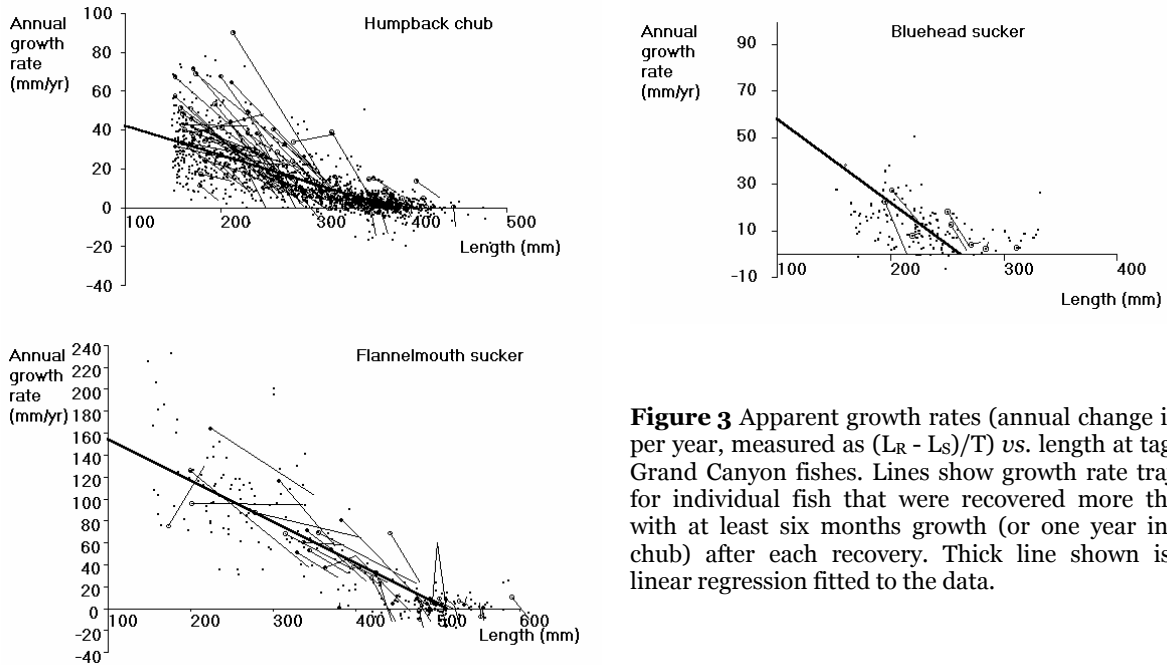 Annual
growth
rate
(mm/yr)
Humpback chub
100
80
60
40
20
0
-20
-40
100
200
300
400
500
Length (mm)
Annual
growth
rate
(mm/yr)
Bluehead sucker
90
70
50
30
10
-10
100
200
300
400
Length (mm)
Annual
growth
rate
(mm/yr)
Flannelmouth sucker
240
220
200
180
160
140
120
100
80
60
40
20
0
-20
-40
100
200
300
400
500
600
Length (mm)
Figure 3 Apparent growth rates (annual change i
per year, measured as (LR - LS)/T) vs. length at tag
Grand Canyon fishes. Lines show growth rate traj
for individual fish that were recovered more th
with at least six months growth (or one year in
chub) after each recovery. Thick line shown is
linear regression fitted to the data.